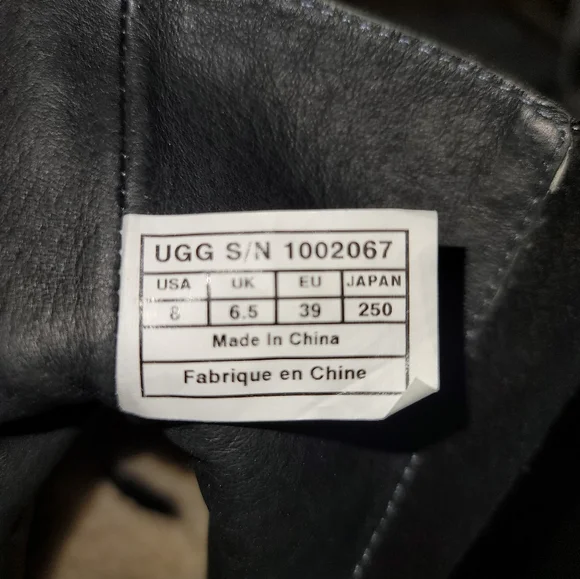 UGG S/N 1002067
USA UK EU JAPAN
8 6.5 39 250
Made In China
Fabrique en Chine